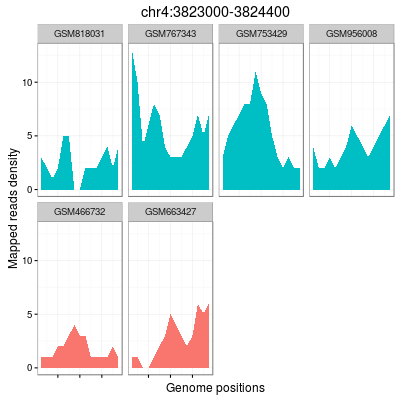 chr4:3823000-3824400
GSM818031 GSM767343 GSM753429 GSM956008
10
5
0
GSM466732 GSM663427
10
5
0
Mapped reads density
Genome positions